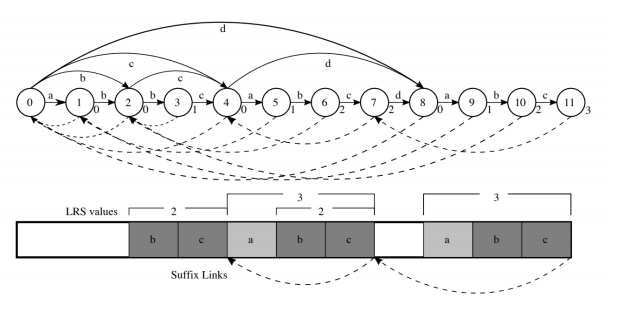 d
c
d
b
c
0 a 1 b 2 b 3 c 4 a 5 b 6 c 7 d 8 a 9 b 10 c 11
0 0 1 0 1 2 2 0 1 2 3
3 3
LRS values 2 2
b c a b c a b c
Suffix Links